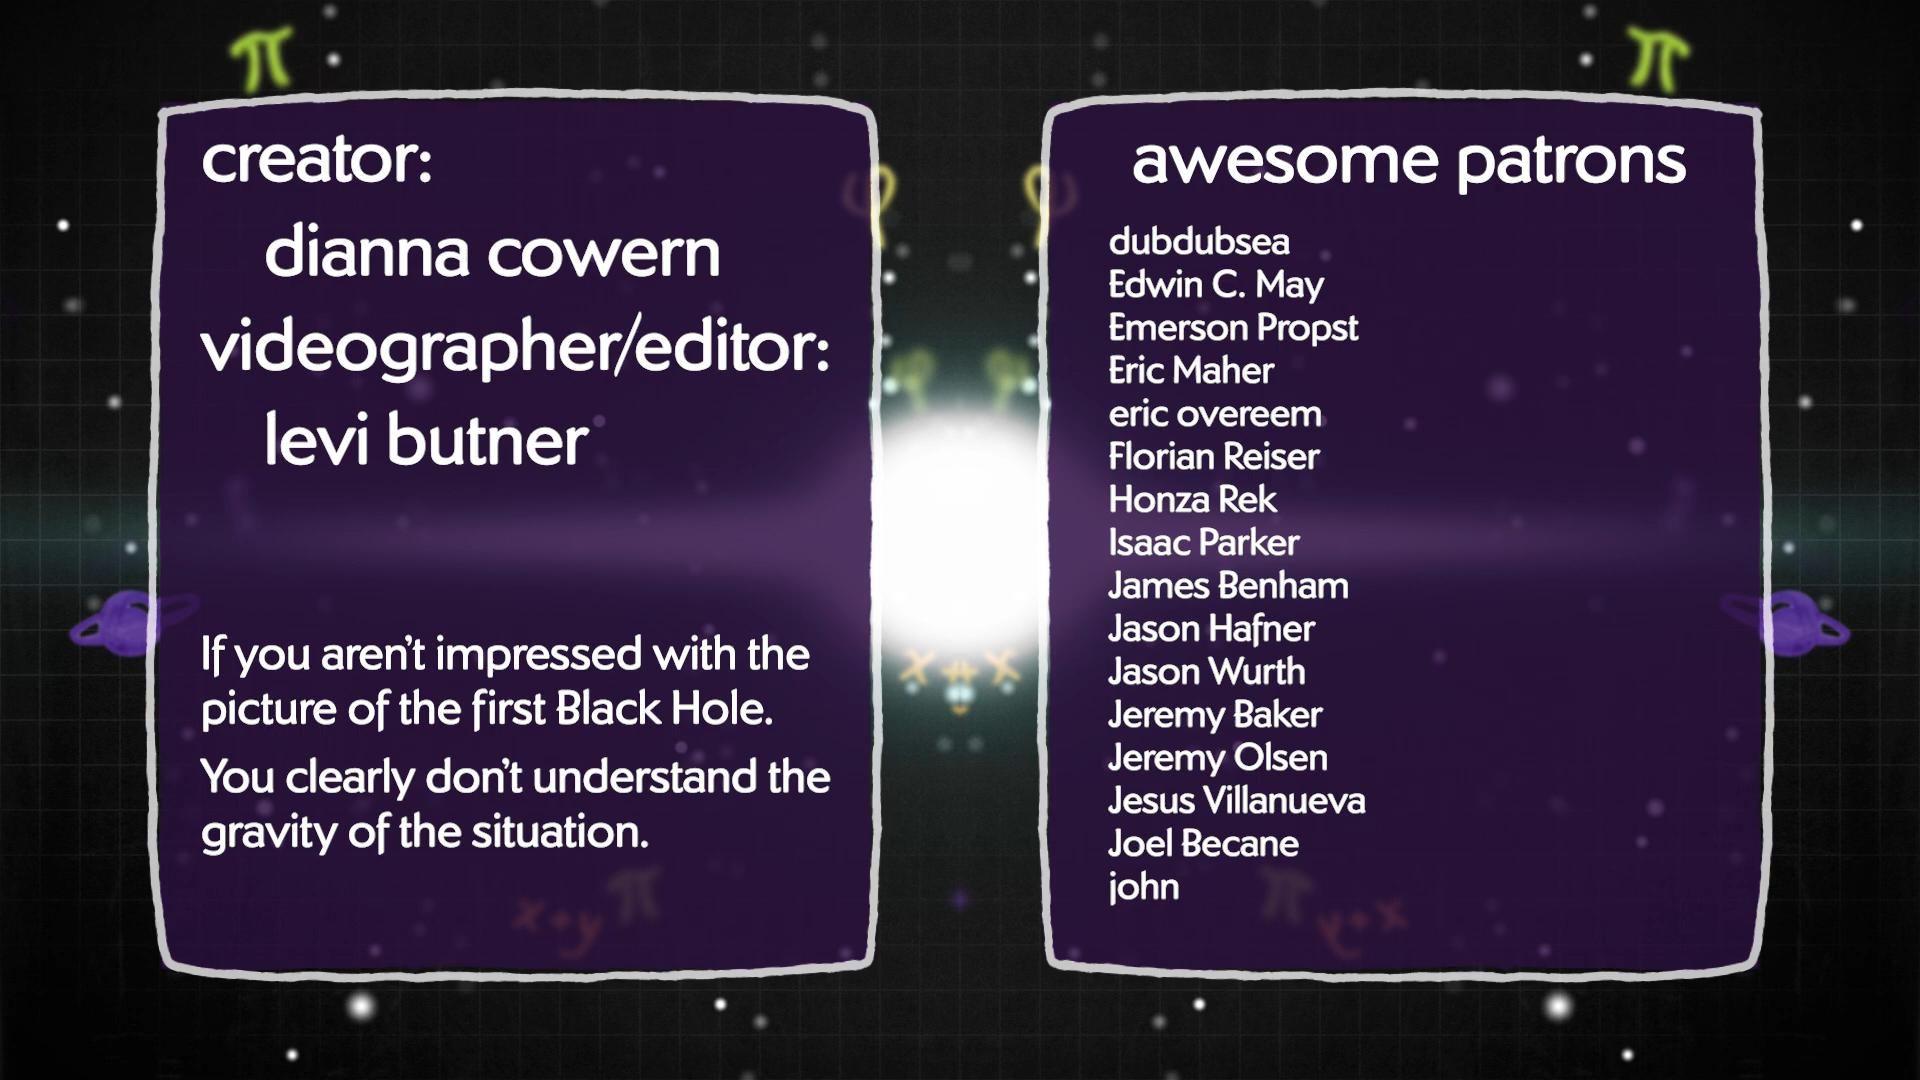 π
π
creator:
dianna cowern
videographer/editor:
levi butner
If you aren't impressed with the
picture of the first Black Hole.
You clearly don't understand the
gravity of the situation.
awesome patrons
dubdubsea
Edwin C. May
Emerson Propst
Eric Maher
eric overeem
Florian Reiser
Honza Rek
Isaac Parker
James Benham
Jason Hafner
Jason Wurth
Jeremy Baker
Jeremy Olsen
Jesus Villanueva
Joel Becane
john
x+y
π
π
y+x